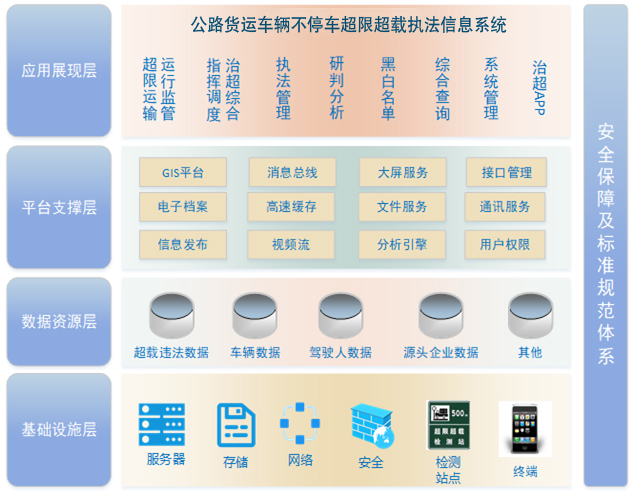 公路货运车辆不停车超限超载执法信息系统
应用展现层
超限运输
运行监管
指挥调度
治超综合
执法管理
研判分析
黑白名单
综合查询
系统管理
治超APP
平台支撑层
GIS平台
消息总线
大屏服务
接口管理
电子档案
高速缓存
文件服务
通讯服务
信息发布
视频流
分析引擎
用户权限
数据资源层
超载违法数据
车辆数据
驾驶人数据
源头企业数据
其他
基础设施层
500m
超限超载
检测站
服务器
存储
网络
安全
检测
站点
终端
安全保障及标准规范体系